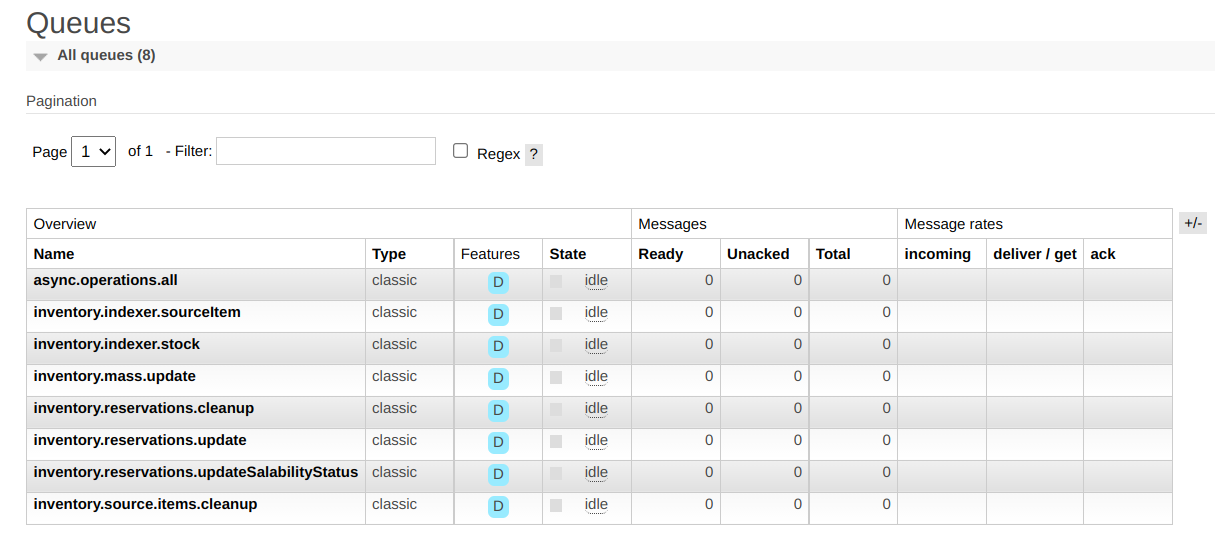 Queues
All queues (8)
Pagination
Page 1 of 1 - Filter: Regex ?
Overview Messages Message rates +/-
Name Type Features State Ready Unacked Total incoming deliver / get ack
async.operations.all classic D idle 0 0 0
inventory.indexer.sourceItem classic D idle 0 0 0
inventory.indexer.stock classic D idle 0 0 0
inventory.mass.update classic D idle 0 0 0
inventory.reservations.cleanup classic D idle 0 0 0
inventory.reservations.update classic D idle 0 0 0
inventory.reservations.updateSalabilityStatus classic D idle 0 0 0
inventory.source.items.cleanup classic D idle 0 0 0